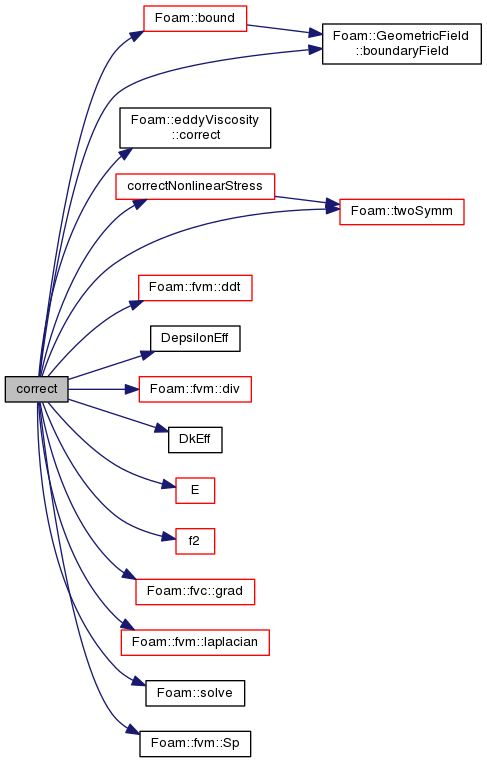 Foam::bound
Foam::GeometricField
::boundaryField
Foam::eddyViscosity
::correct
correctNonlinearStress
Foam::twoSymm
Foam::fvm::ddt
DepsilonEff
correct
Foam::fvm::div
DkEff
E
f2
Foam::fvc::grad
Foam::fvm::laplacian
Foam::solve
Foam::fvm::Sp